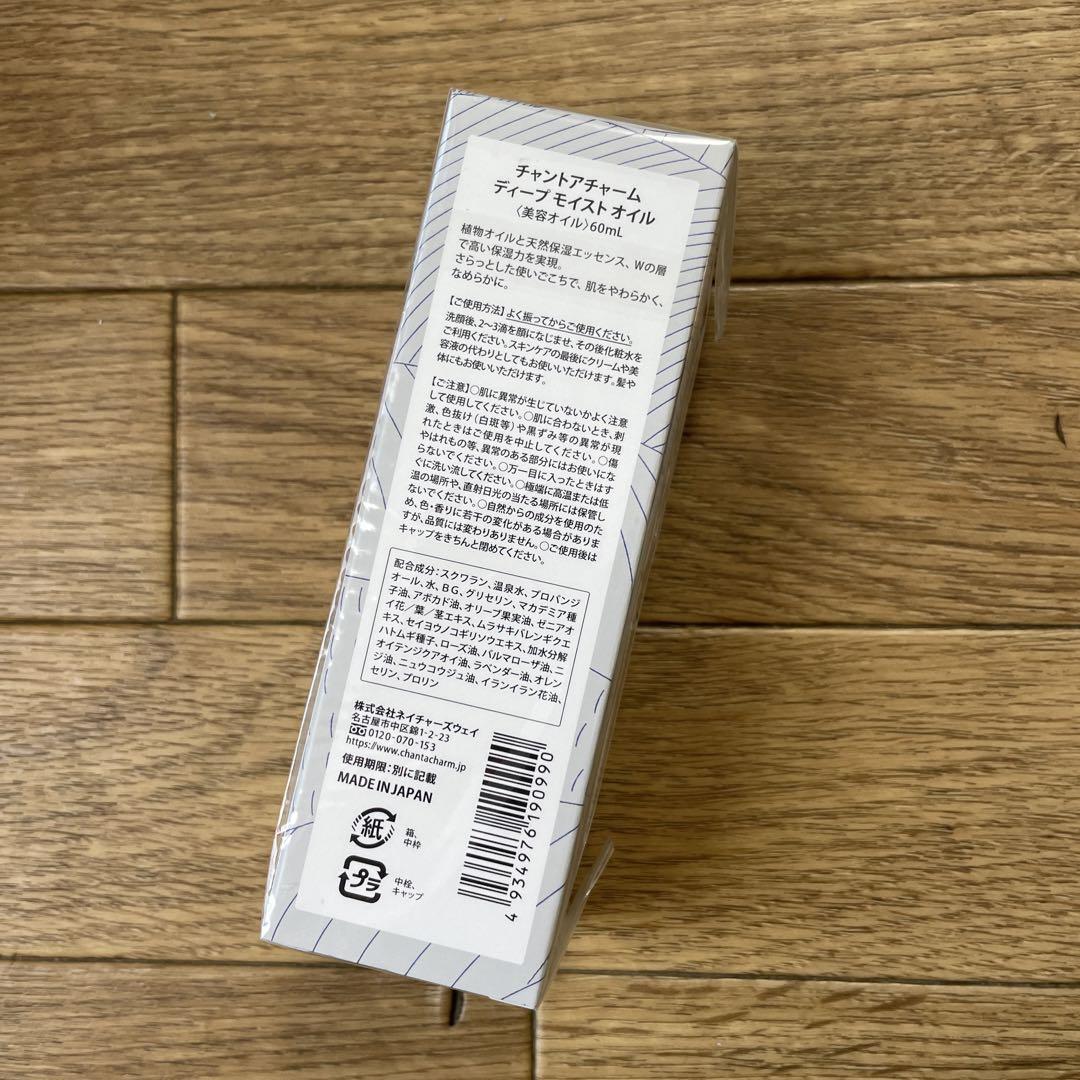 チャントアチャーム
ディープ モイスト オイル
〈美容オイル〉60mL
植物オイルと天然保湿エッセンス、Wの層
で高い保湿力を実現。
さらっとした使いごこちで、肌をやわらかく、
なめらかに。
【ご使用方法】よく振ってからご使用ください。
洗顔後、2〜3滴を顔になじませ、その後化粧水を
ご利用ください。スキンケアの最後にクリームや美
容液の代わりとしてもお使いいただけます。髪や
体にもお使いいただけます。
【ご注意】○肌に異常が生じていないかよく注意
して使用してください。○肌に合わないとき、刺
激、色抜け(白斑等)や黒ずみ等の異常が現
れたときはご使用を中止してください。○傷
やはれもの等、異常のある部分にはお使いにな
らないでください。○万一目に入ったときはす
ぐに洗い流してください。○極端に高温または低
温の場所や、直射日光の当たる場所には保管し
ないでください。○自然からの成分を使用のた
め、色・香りに若干の変化がある場合がありま
すが、品質には変わりありません。○ご使用後は
キャップをきちんと閉めてください。
配合成分：スクワラン、温泉水、プロパンジ
オール、水、BG、グリセリン、マカデミア種
子油、アボカド油、オリーブ果実油、ゼニアオ
イ花／葉／茎エキス、ムラサキバレンギクエ
キス、セイヨウノコギリソウエキス、加水分解
ハトムギ種子、ローズ油、パルマローザ油、ニ
オイテンジクアオイ油、ラベンダー油、オレン
ジ油、ニュウコウジュ油、イランイラン花油、
セリン、プロリン
株式会社ネイチャーズウェイ
名古屋市中区錦1-2-23
0120-070-153
https://www.chantacharm.jp
使用期限：別に記載
MADE IN JAPAN
紙
箱、
中枠
プラ
中栓、
キャップ
4 934976 190990